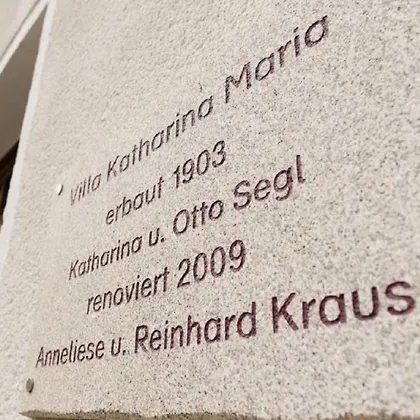 Villa Katharina Maria
erbaut 1903
Katharina u. Otto Segl
renoviert 2009
Anneliese u. Reinhard Kraus